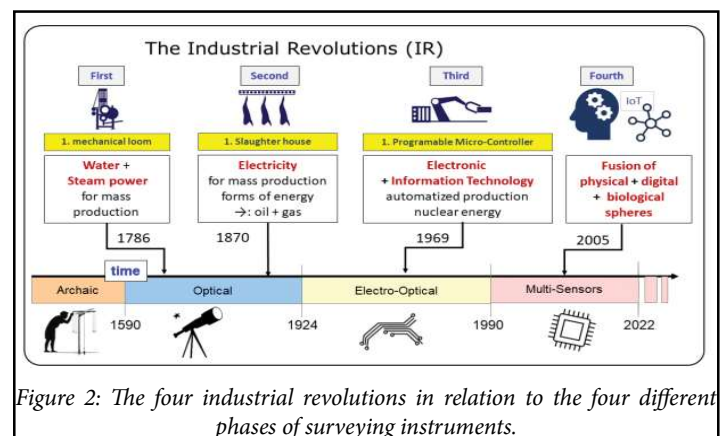 The Industrial Revolutions (IR)
First
Second
Third
Fourth
IoT
1. mechanical loom
1. Slaughter house
1. Programable Micro-Controller
Water +
Steam power
for mass
production
Electricity
for mass production
forms of energy
→: oil + gas
Electronic
+ Information Technology
automatized production
nuclear energy
Fusion of
physical + digital
+ biological
spheres
1786
1870
1969
2005
time
Archaic
Optical
Electro-Optical
Multi-Sensors
1590
1924
1990
2022
Figure 2: The four industrial revolutions in relation to the four different
phases of surveying instruments.